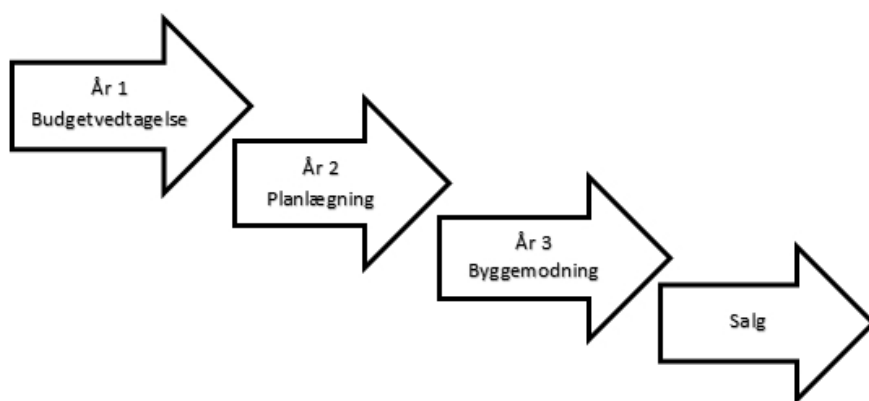 År 1
Budgetvedtagelse
År 2
Planlægning
År 3
Byggemodning
Salg